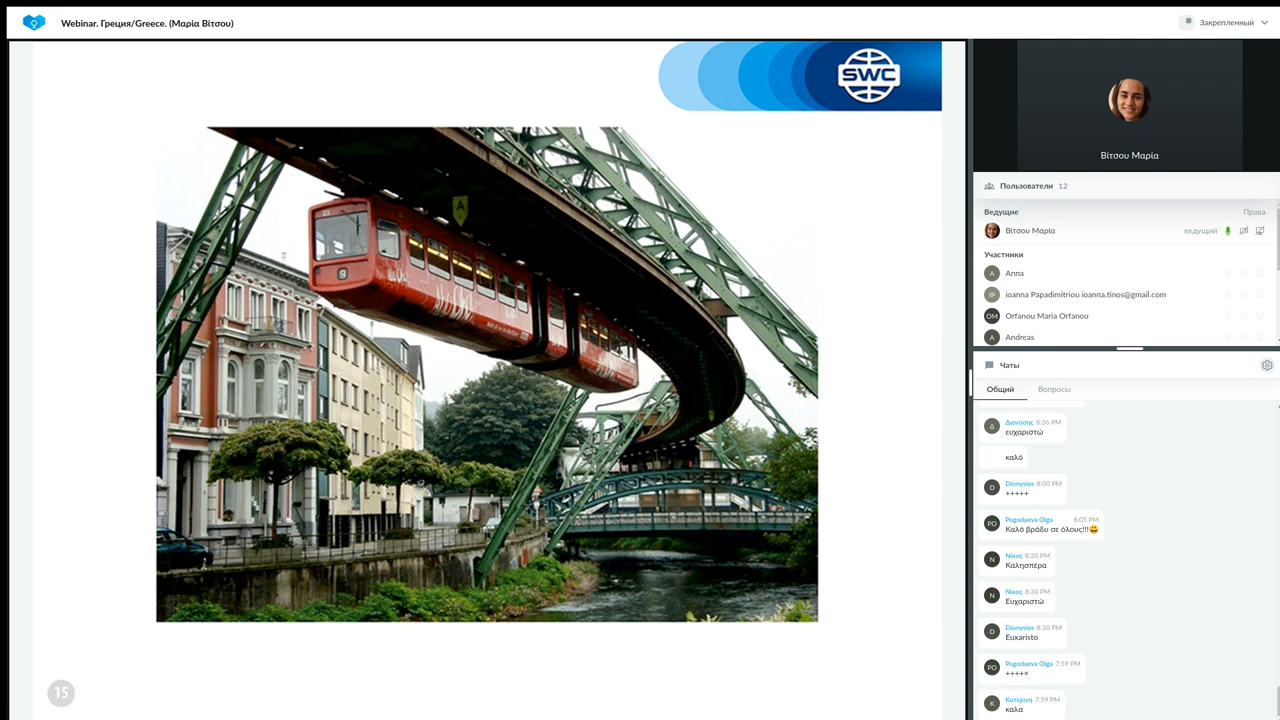 Webinar. Греция/Greece. (Μαρία Βίτσου)
Закрепленный
SWC
A
9
15
Βίτσου Μαρία
Пользователи 12
Ведущие Права
Βίτσου Μαρία ведущий
Участники
A Anna
IP ioanna Papadimitriou ioanna.tinos@gmail.com
OM Orfanou Maria Orfanou
A Andreas
Чаты
Общий Вопросы
Δ Διονύσης 8:36 PM
ευχαριστώ
καλό
D Dionysios 8:00 PM
+++++
PO Pogodaeva Olga 8:05 PM
Καλό βράδυ σε όλους!!!😃
N Νίκος 8:20 PM
Καλησπέρα
N Νίκος 8:30 PM
Ευχαριστώ
D Dionysios 8:30 PM
Euxaristo
PO Pogodaeva Olga 7:59 PM
++++×
K Κατερινη 7:59 PM
καλα